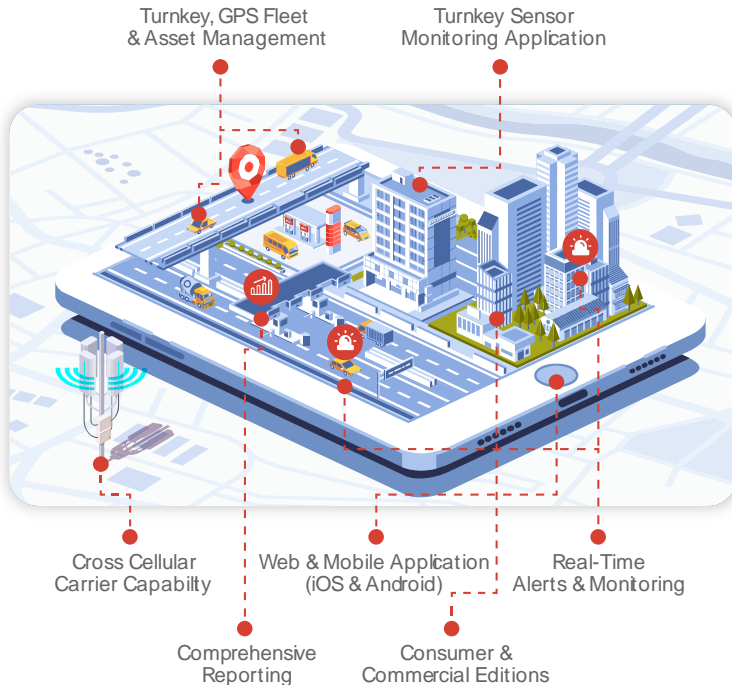 Turnkey, GPS Fleet
& Asset Management
Turnkey Sensor
Monitoring Application
Cross Cellular
Carrier Capabilty
Web & Mobile Application
(iOS & Android)
Real-Time
Alerts & Monitoring
Comprehensive
Reporting
Consumer &
Commercial Editions